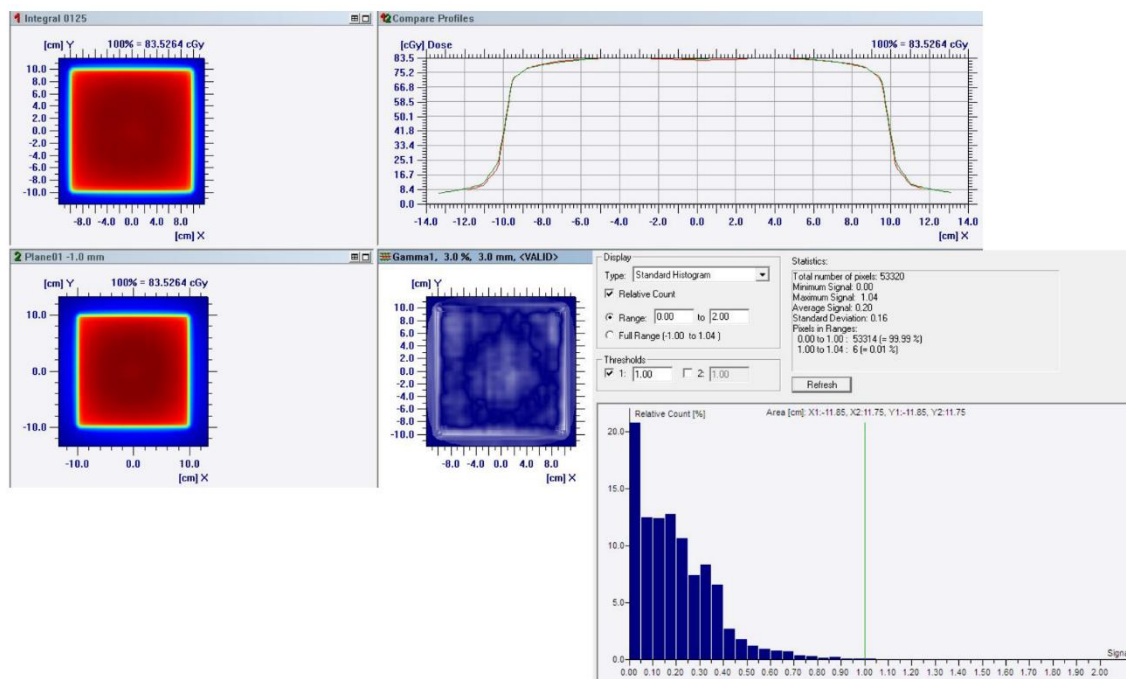 1 Integral 0125
[cm] Y
100% = 83.5264 cGy
10.0
8.0
6.0
4.0
2.0
0.0
-2.0
-4.0
-6.0
-8.0
-10.0
-8.0 -4.0 0.0 4.0 8.0
[cm] X
12 Compare Profiles
[cGy] Dose
100% = 83.5264 cGy
83.5
75.2
66.8
58.5
50.1
41.8
33.4
25.1
16.7
8.4
0.0
-14.0 -12.0 -10.0 -8.0 -6.0 -4.0 -2.0 0.0 2.0 4.0 6.0 8.0 10.0 12.0 14.0
[cm] X
2 Plane01 -1.0 mm
[cm] Y
100% = 83.5264 cGy
10.0
0.0
-10.0
-10.0 0.0 10.0
[cm] X
Gamma1, 3.0 %, 3.0 mm, <VALID>
[cm] Y
10.0
8.0
6.0
4.0
2.0
0.0
-2.0
-4.0
-6.0
-8.0
-10.0
-8.0 -4.0 0.0 4.0 8.0
[cm] X
Display
Type: Standard Histogram
Relative Count
Range: 0.00 to 2.00
Full Range (-1.00 to 1.04 )
Thresholds
1: 1.00 2: 1.00
Statistics:
Total number of pixels: 53320
Minimum Signal: 0.00
Maximum Signal: 1.04
Average Signal: 0.20
Standard Deviation: 0.16
Pixels in Ranges:
0.00 to 1.00 : 53314 (= 99.99 %)
1.00 to 1.04 : 6 (= 0.01 %)
Refresh
Relative Count [%]
Area [cm]: X1:-11.85, X2:11.75, Y1:-11.85, Y2:11.75
20.0
15.0
10.0
5.0
0.0
Signa
0.00 0.10 0.20 0.30 0.40 0.50 0.60 0.70 0.80 0.90 1.00 1.10 1.20 1.30 1.40 1.50 1.60 1.70 1.80 1.90 2.00